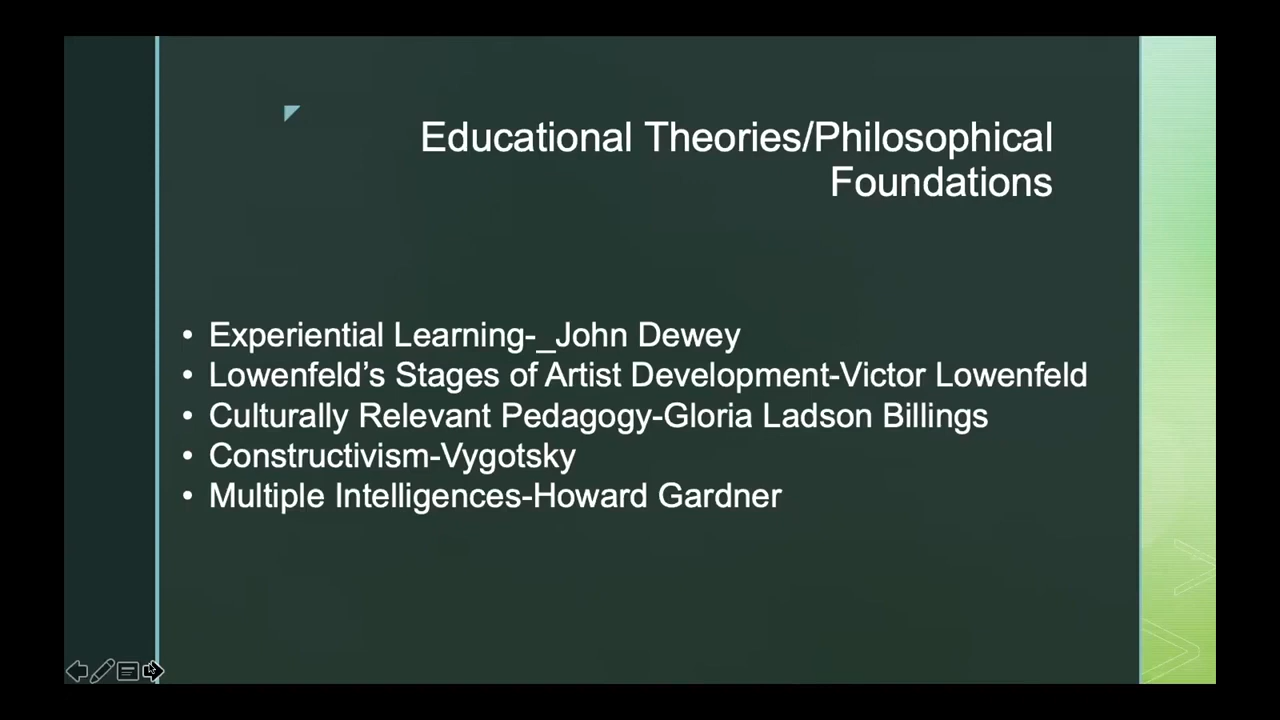 Educational Theories/Philosophical
Foundations
• Experiential Learning-_John Dewey
• Lowenfeld’s Stages of Artist Development-Victor Lowenfeld
• Culturally Relevant Pedagogy-Gloria Ladson Billings
• Constructivism-Vygotsky
• Multiple Intelligences-Howard Gardner